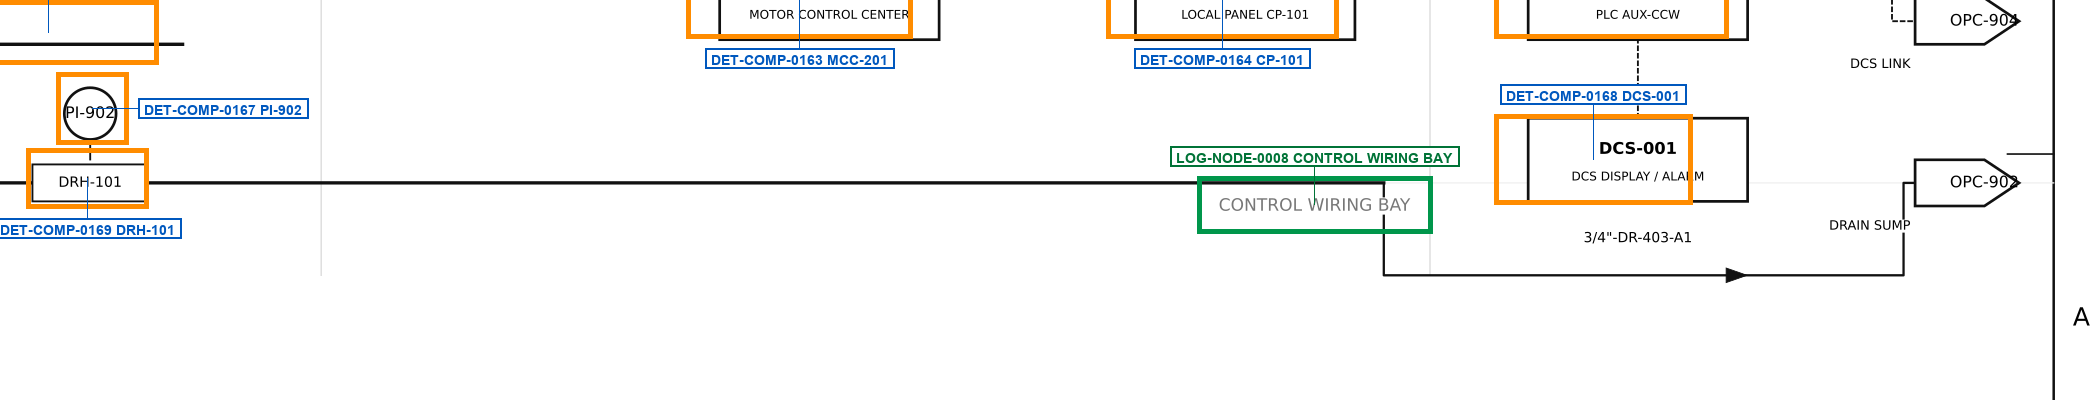 MOTOR CONTROL CENTER
LOCAL PANEL CP-101
PLC AUX-CCW
OPC-904
DET-COMP-0163 MCC-201
DET-COMP-0164 CP-101
DCS LINK
DET-COMP-0168 DCS-001
PI-902
DET-COMP-0167 PI-902
DCS-001
LOG-NODE-0008 CONTROL WIRING BAY
DCS DISPLAY / ALARM
DRH-101
OPC-902
CONTROL WIRING BAY
DRAIN SUMP
DET-COMP-0169 DRH-101
3/4"-DR-403-A1
A